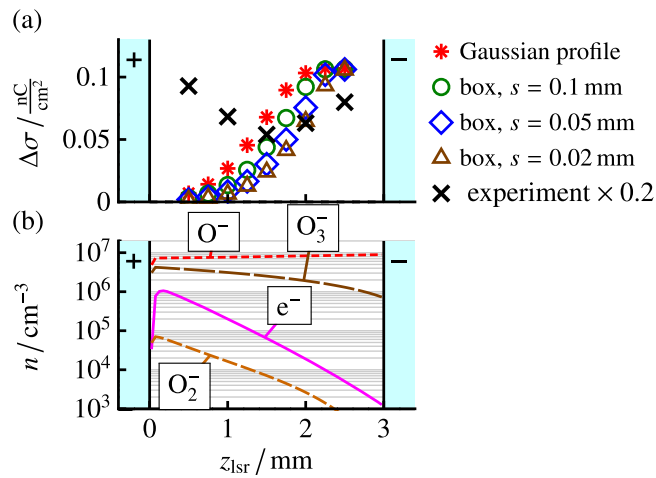 (a)
+
−
0.1
0.05
0
Δσ / nC/cm²
Gaussian profile
box, s = 0.1 mm
box, s = 0.05 mm
box, s = 0.02 mm
experiment × 0.2
(b)
O⁻
O₃⁻
+
−
10⁷
10⁶
10⁵
10⁴
10³
n / cm⁻³
e⁻
O₂⁻
0 1 2 3
z_lsr / mm